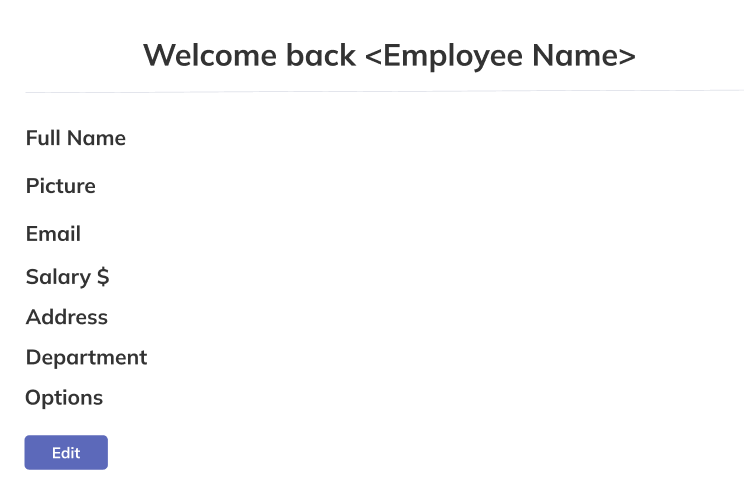 Welcome back <Employee Name>
Full Name
Picture
Email
Salary $
Address
Department
Options
Edit